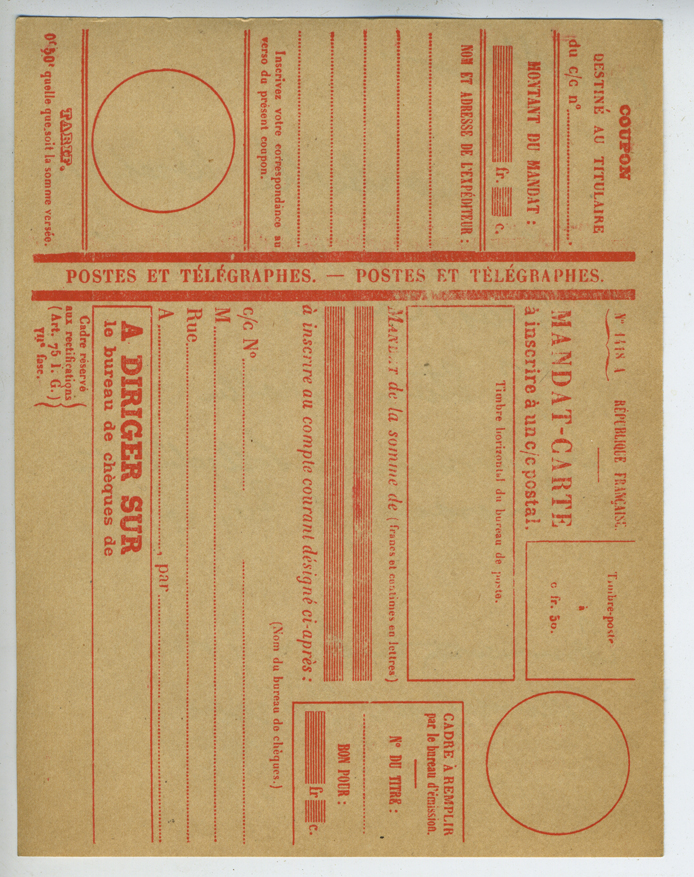 COUPON
DESTINÉ AU TITULAIRE
du c/c n°
MONTANT DU MANDAT :
fr. c.
NOM ET ADRESSE DE L'EXPÉDITEUR :
Inscrivez votre correspondance au
verso du présent coupon.
TARIF.
0f,50c quelle que soit la somme versée.
POSTES ET TÉLÉGRAPHES. — POSTES ET TÉLÉGRAPHES.
N° 1418 A
RÉPUBLIQUE FRANÇAISE.
MANDAT-CARTE
à inscrire à un c/c postal.
Timbre-poste
à
0 fr. 50.
Timbre horizontal du bureau de poste.
MANDAT de la somme de (francs et centimes en lettres)
à inscrire au compte courant désigné ci-après :
CADRE À REMPLIR
par le bureau d'émission.
N° DU TITRE :
BON POUR :
fr c.
c/c N°
(Nom du bureau de chèques.)
M
Rue
A , par
A DIRIGER SUR
le bureau de chèques de
Cadre réservé
aux rectifications
(Art. 75 I. G.)
VIIe fasc.